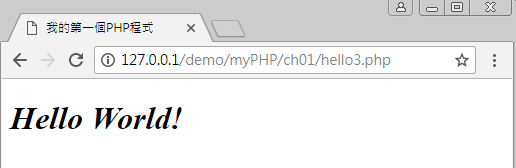 我的第一個PHP程式
127.0.0.1/demo/myPHP/ch01/hello3.php
Hello World!